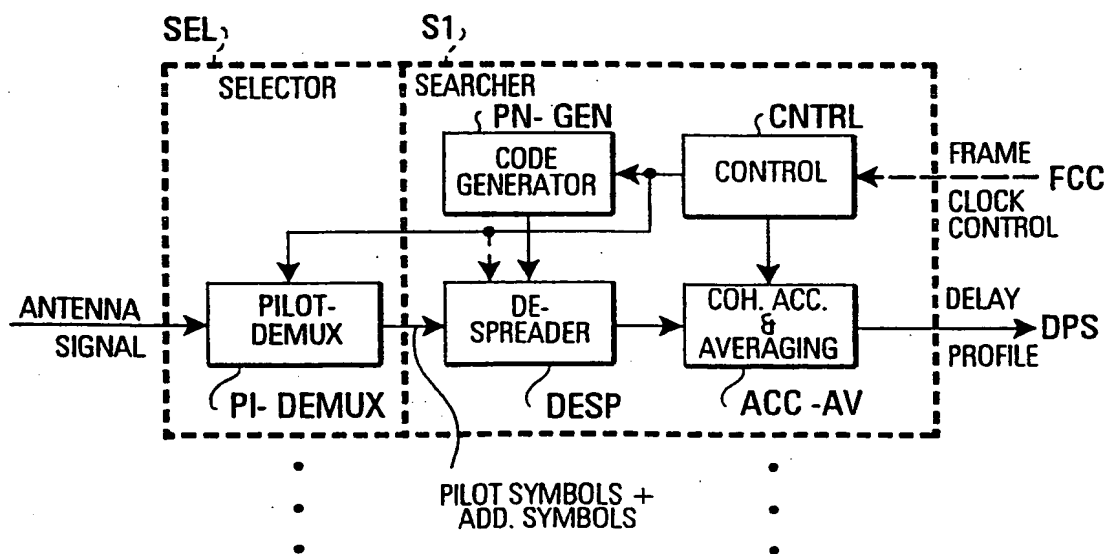 SEL
S1
SELECTOR
SEARCHER
PN- GEN
CNTRL
CODE
GENERATOR
CONTROL
FRAME
FCC
CLOCK
CONTROL
ANTENNA
SIGNAL
PILOT-
DEMUX
DE-
SPREADER
COH. ACC.
&
AVERAGING
DELAY
DPS
PROFILE
PI- DEMUX
DESP
ACC -AV
PILOT SYMBOLS +
ADD. SYMBOLS